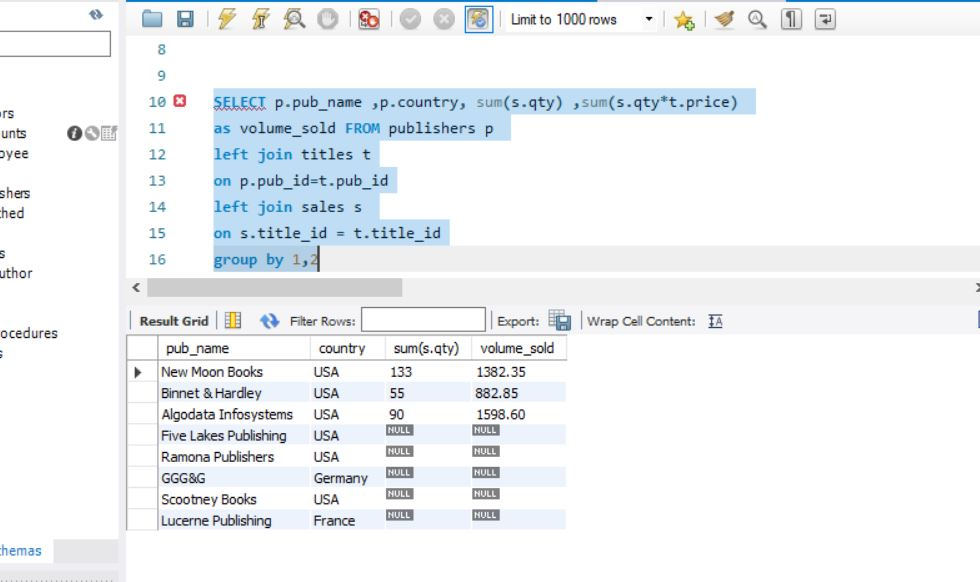 Limit to 1000 rows
8
9
10 SELECT p.pub_name ,p.country, sum(s.qty) ,sum(s.qty*t.price)
11 as volume_sold FROM publishers p
12 left join titles t
13 on p.pub_id=t.pub_id
14 left join sales s
15 on s.title_id = t.title_id
16 group by 1,2
rs
unts
oyee
shers
hed
s
uthor
ocedures
s
hemas
Result Grid Filter Rows: Export: Wrap Cell Content: IA
pub_name country sum(s.qty) volume_sold
New Moon Books USA 133 1382.35
Binnet & Hardley USA 55 882.85
Algodata Infosystems USA 90 1598.60
Five Lakes Publishing USA NULL NULL
Ramona Publishers USA NULL NULL
GGG&G Germany NULL NULL
Scootney Books USA NULL NULL
Lucerne Publishing France NULL NULL